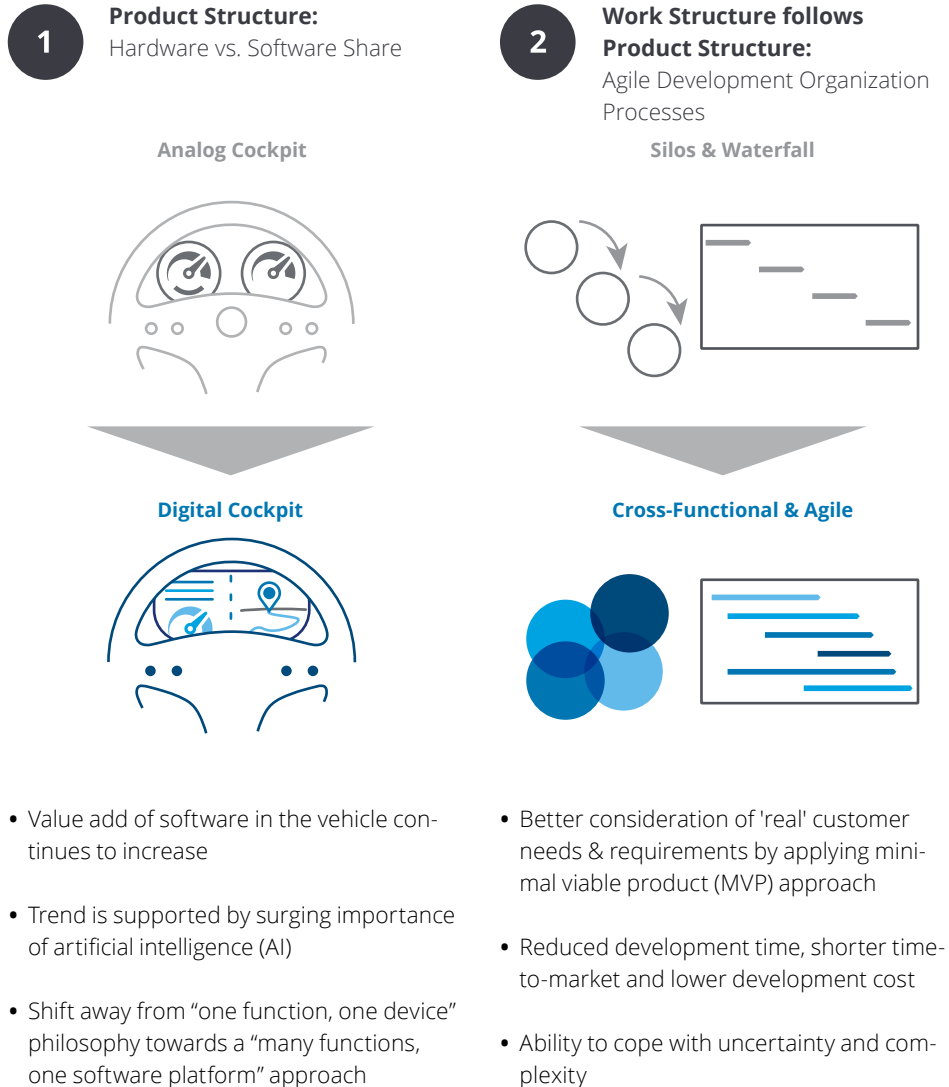 1
Product Structure:
Hardware vs. Software Share
Analog Cockpit
Digital Cockpit
• Value add of software in the vehicle con-
tinues to increase
• Trend is supported by surging importance
of artificial intelligence (AI)
• Shift away from “one function, one device”
philosophy towards a “many functions,
one software platform” approach
2
Work Structure follows
Product Structure:
Agile Development Organization
Processes
Silos & Waterfall
Cross-Functional & Agile
• Better consideration of 'real' customer
needs & requirements by applying mini-
mal viable product (MVP) approach
• Reduced development time, shorter time-
to-market and lower development cost
• Ability to cope with uncertainty and com-
plexity